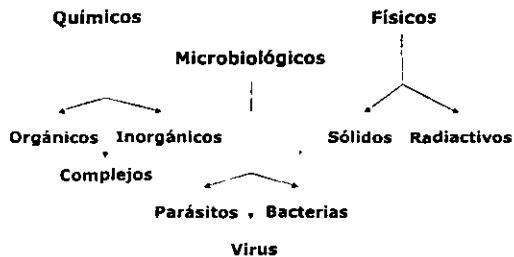 Químicos Físicos
Microbiológicos
Orgánicos Inorgánicos Sólidos Radiactivos
Complejos
Parásitos Bacterias
Virus